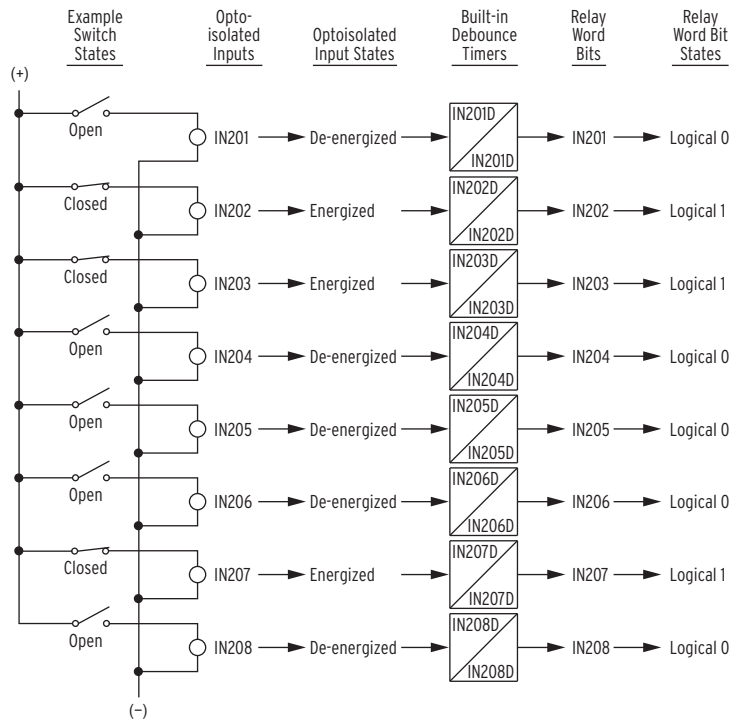 Example Switch States
Opto-isolated Inputs
Optoisolated Input States
Built-in Debounce Timers
Relay Word Bits
Relay Word Bit States
(+)
Open IN201 De-energized IN201D IN201D IN201 Logical 0
Closed IN202 Energized IN202D IN202D IN202 Logical 1
Closed IN203 Energized IN203D IN203D IN203 Logical 1
Open IN204 De-energized IN204D IN204D IN204 Logical 0
Open IN205 De-energized IN205D IN205D IN205 Logical 0
Open IN206 De-energized IN206D IN206D IN206 Logical 0
Closed IN207 Energized IN207D IN207D IN207 Logical 1
Open IN208 De-energized IN208D IN208D IN208 Logical 0
(–)